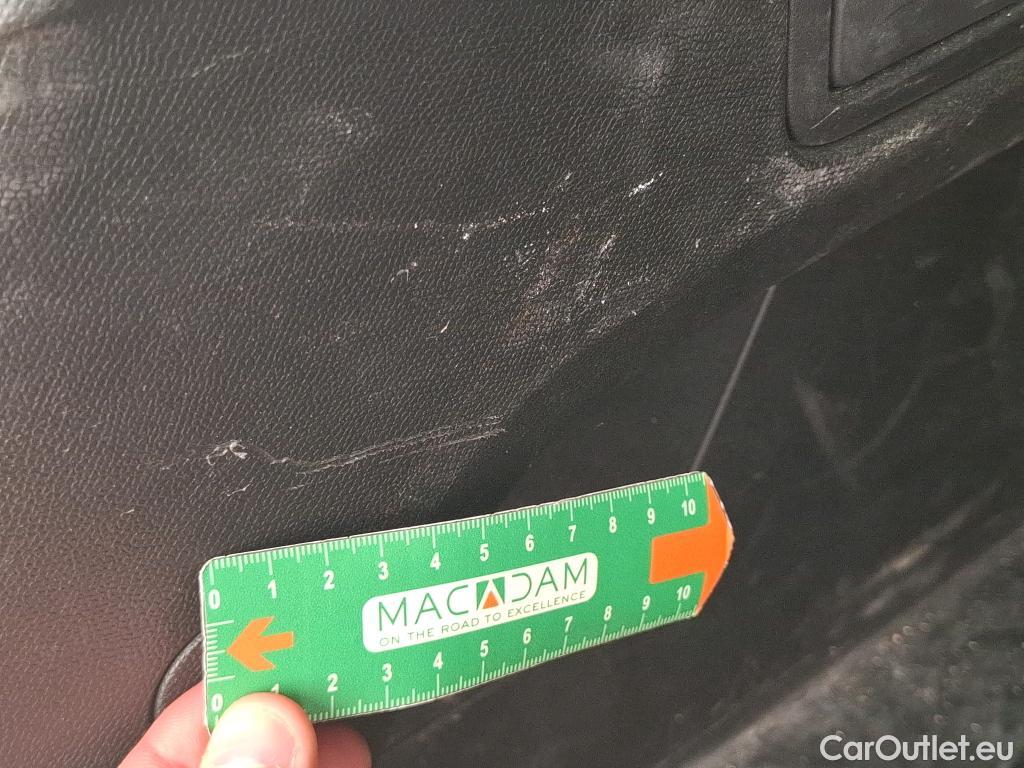 0 1 2 3 4 5 6 7 8 9 10
MACADAM
ON THE ROAD TO EXCELLENCE
0 1 2 3 4 5 6 7 8 9 10
CarOutlet.eu